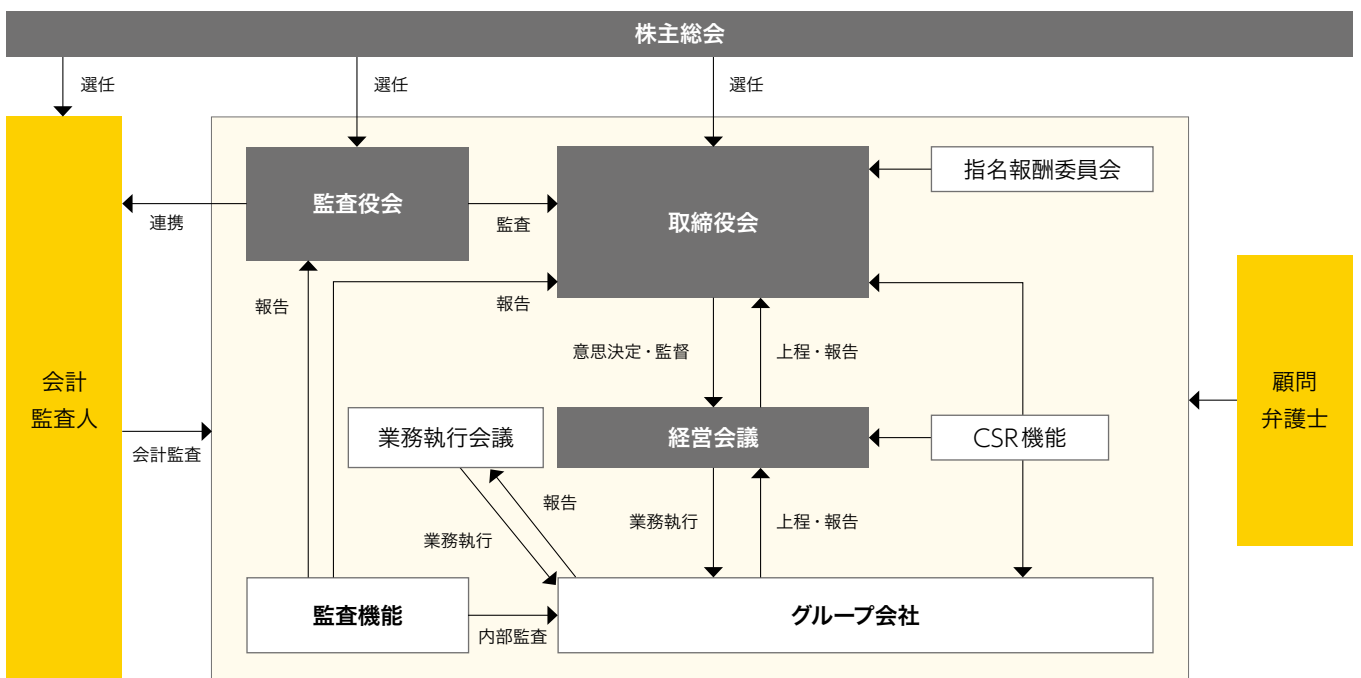 株主総会
選任
選任
選任
監査役会
取締役会
指名報酬委員会
連携
監査
報告
報告
会計
監査人
意思決定・監督
上程・報告
顧問
弁護士
業務執行会議
経営会議
CSR機能
会計監査
報告
業務執行
上程・報告
業務執行
監査機能
内部監査
グループ会社